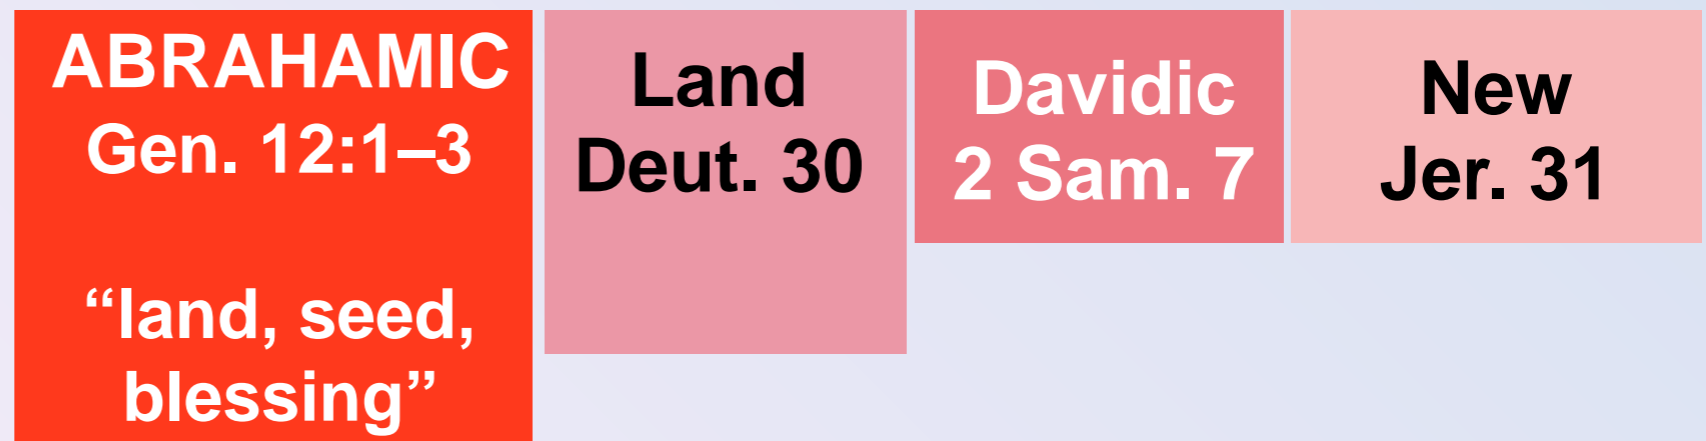 ABRAHAMIC
Gen. 12:1–3
“land, seed,
blessing”
Land
Deut. 30
Davidic
2 Sam. 7
New
Jer. 31